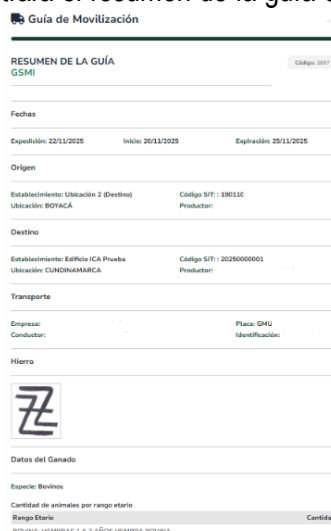 Guía de Movilización
RESUMEN DE LA GUÍA
GSMI
Fechas
Expedición: 22/11/2025 Inicio: 20/11/2025 Expiración: 25/11/2025
Origen
Establecimiento: Ubicación 2 (Destino) Código SIT: : 190110
Ubicación: BOYACÁ Productor:
Destino
Establecimiento: Edificio ICA Prueba Código SIT: : 20250000001
Ubicación: CUNDINAMARCA Productor:
Transporte
Empresa: Placa: GMU
Conductor: Identificación:
Hierro
Datos del Ganado
Especie: Bovinos
Cantidad de animales por rango etario
Rango Etario